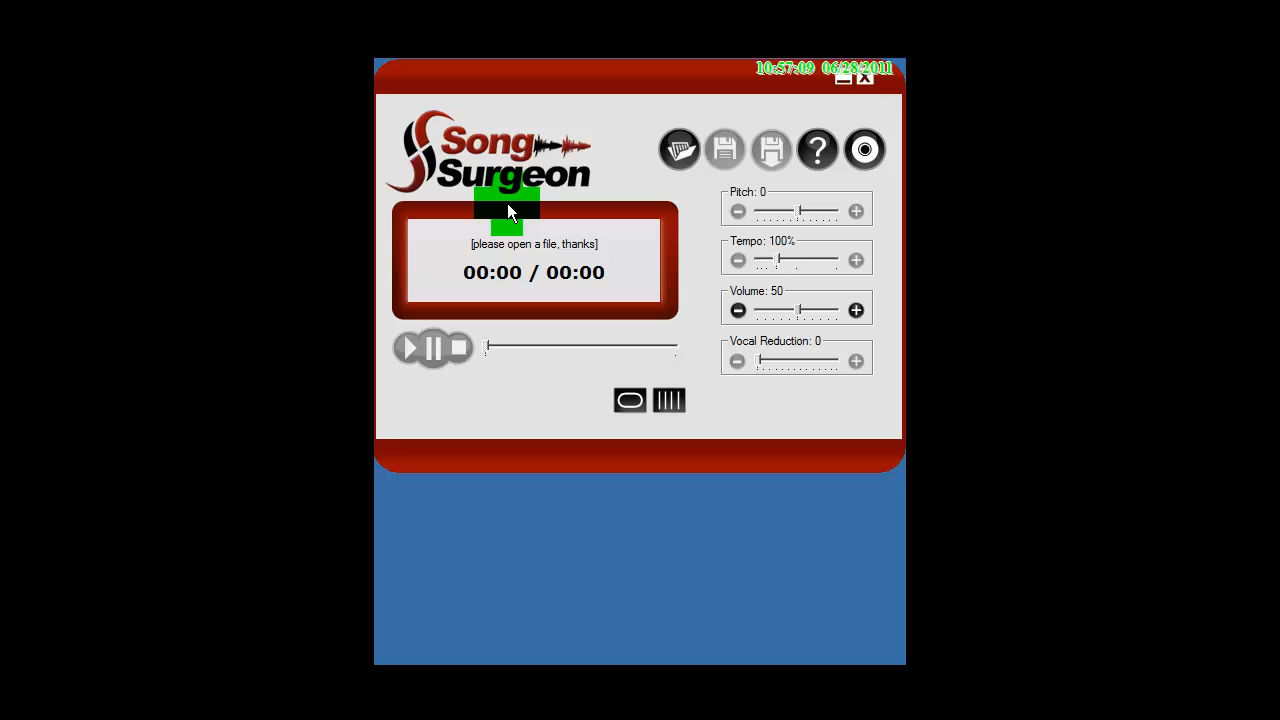 10:57:09 06/28/2011
Song
Surgeon
Pitch: 0
[please open a file, thanks]
Tempo: 100%
00:00 / 00:00
Volume: 50
Vocal Reduction: 0